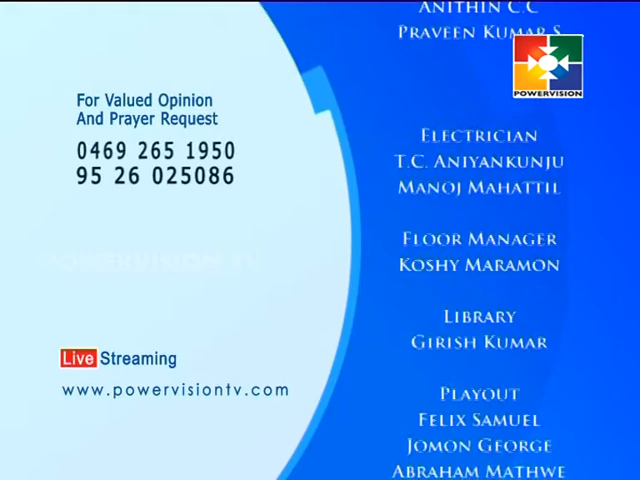 For Valued Opinion
And Prayer Request
0469 265 1950
95 26 025086
POWERVISION TV
Live Streaming
www.powervisiontv.com
ANITHIN C.C
PRAVEEN KUMAR S
POWERVISION
ELECTRICIAN
T.C. ANIYANKUNJU
MANOJ MAHATTIL
FLOOR MANAGER
KOSHY MARAMON
LIBRARY
GIRISH KUMAR
PLAYOUT
FELIX SAMUEL
JOMON GEORGE
ABRAHAM MATHWE